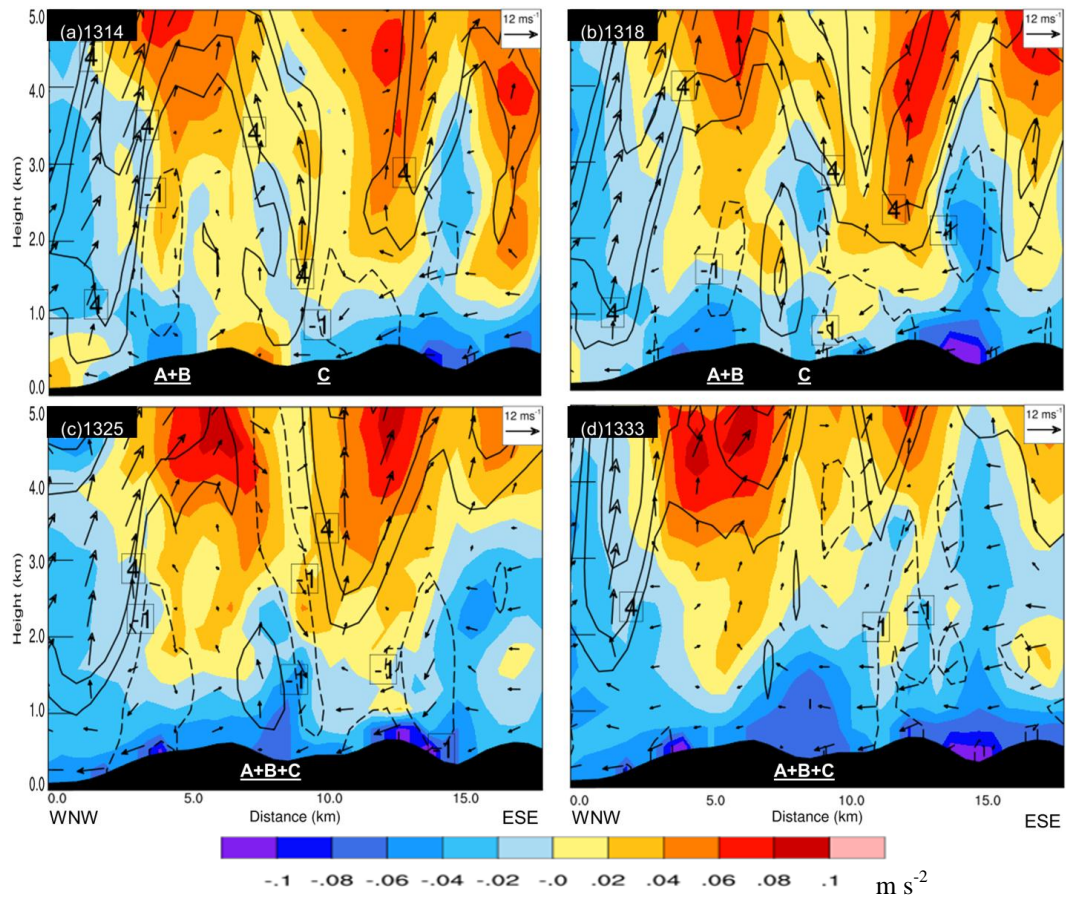 (a)1314
12 ms-1
(b)1318
12 ms-1
5.0
4.0
3.0
2.0
1.0
0.0
Height (km)
4
4
4
-1
4
4
4
-1
A+B
C
4
4
4
-1
-1
4
-1
A+B
C
(c)1325
12 ms-1
(d)1333
12 ms-1
5.0
4.0
3.0
2.0
1.0
0.0
Height (km)
4
4
-1
-1
-1
-1
-1
A+B+C
4
-1
-1
A+B+C
0.0 5.0 10.0 15.0
WNW Distance (km) ESE
0.0 5.0 10.0 15.0
WNW Distance (km) ESE
-.1 -.08 -.06 -.04 -.02 -.0 .02 .04 .06 .08 .1 m s-2